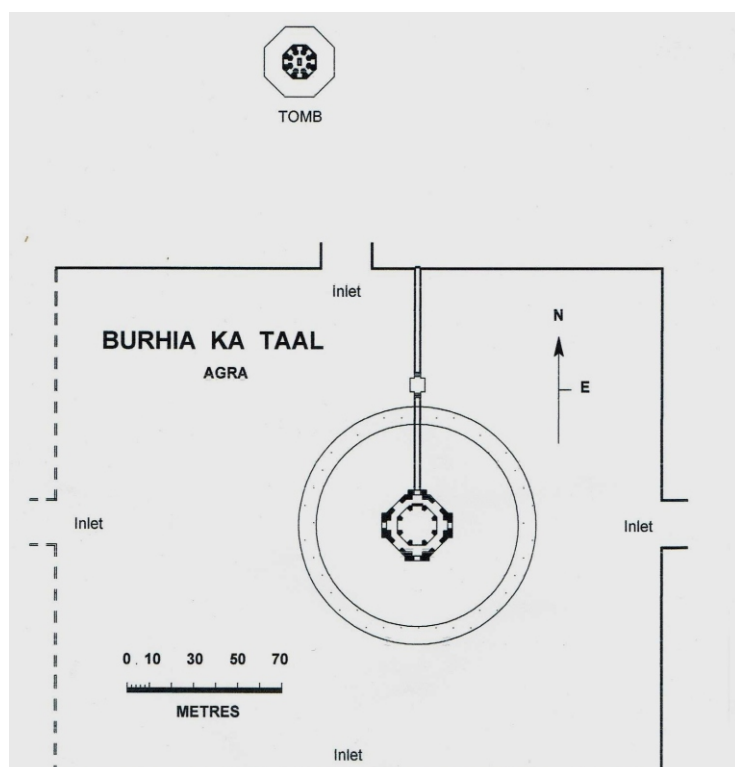 TOMB
Inlet
BURHIA KA TAAL
AGRA
N
E
Inlet
Inlet
0 . 10 30 50 70
METRES
Inlet